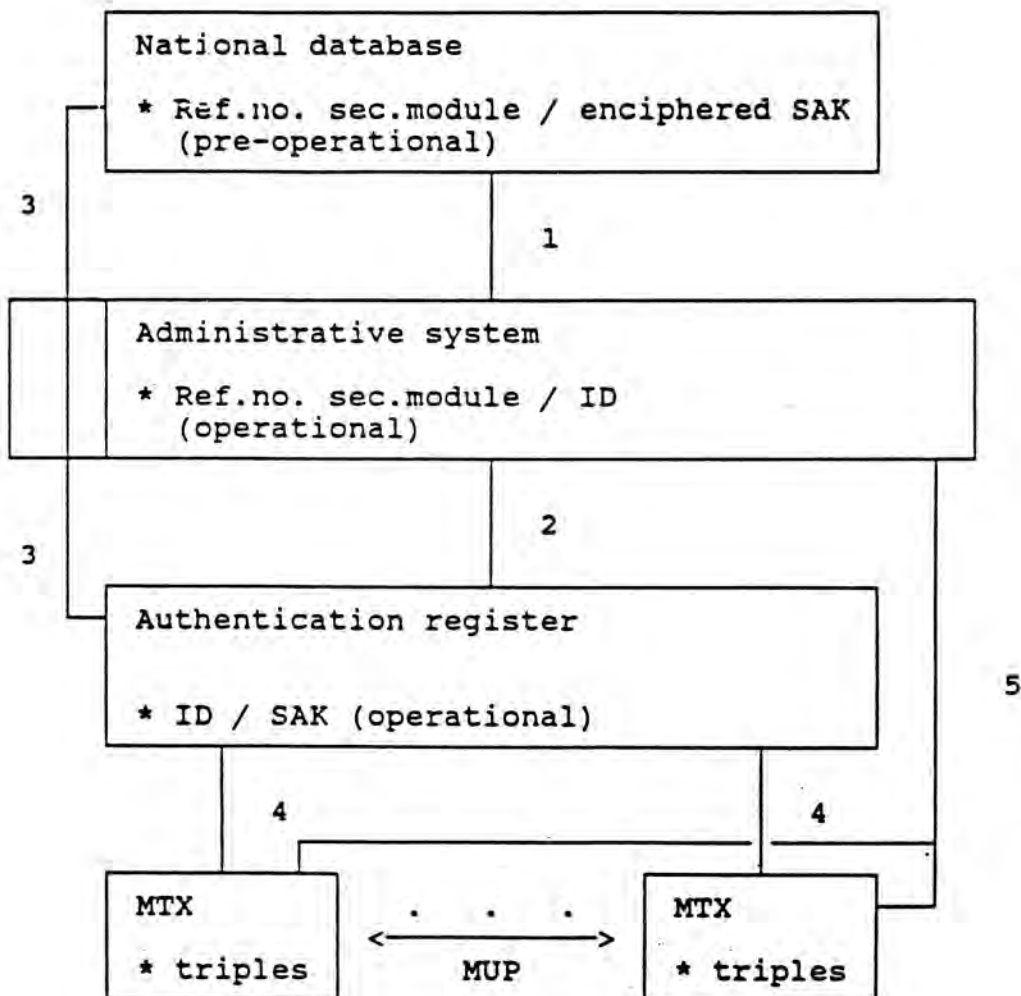 National database
* Ref.no. sec.module / enciphered SAK
(pre-operational)
3
1
Administrative system
* Ref.no. sec.module / ID
(operational)
2
3
Authentication register
* ID / SAK (operational)
5
4
4
MTX
. . .
MTX
* triples
MUP
* triples